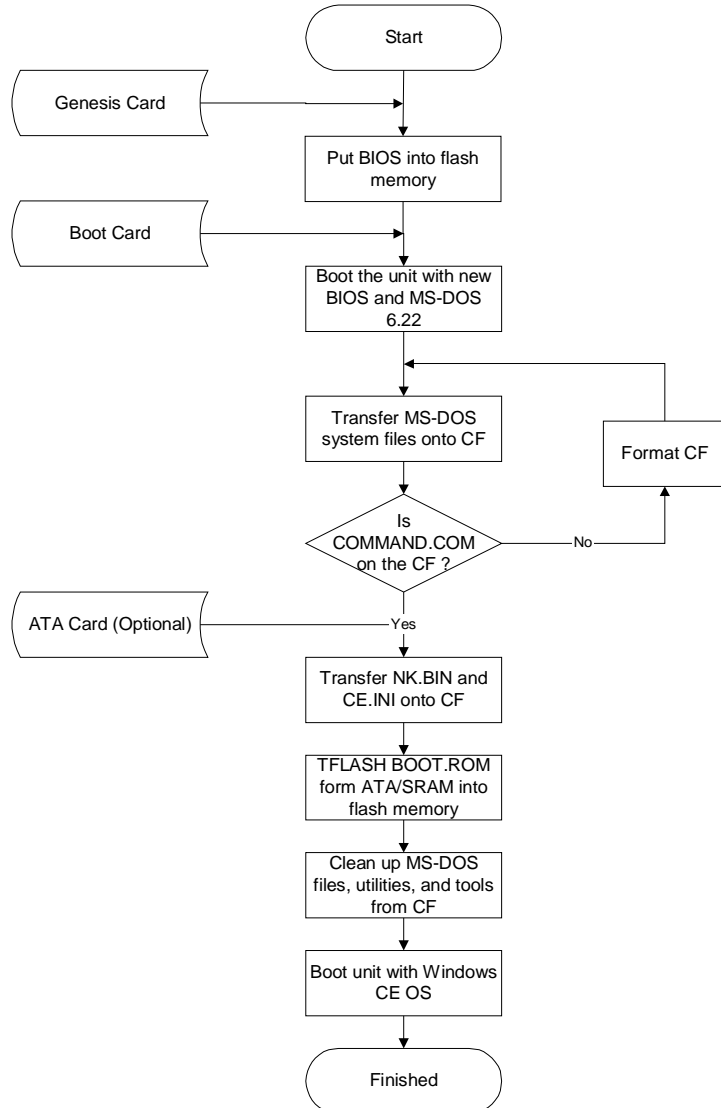 Start
Genesis Card
Put BIOS into flash
memory
Boot Card
Boot the unit with new
BIOS and MS-DOS
6.22
Transfer MS-DOS
system files onto CF
Format CF
Is
COMMAND.COM
on the CF ?
No
ATA Card (Optional)
Yes
Transfer NK.BIN and
CE.INI onto CF
TFLASH BOOT.ROM
form ATA/SRAM into
flash memory
Clean up MS-DOS
files, utilities, and tools
from CF
Boot unit with Windows
CE OS
Finished